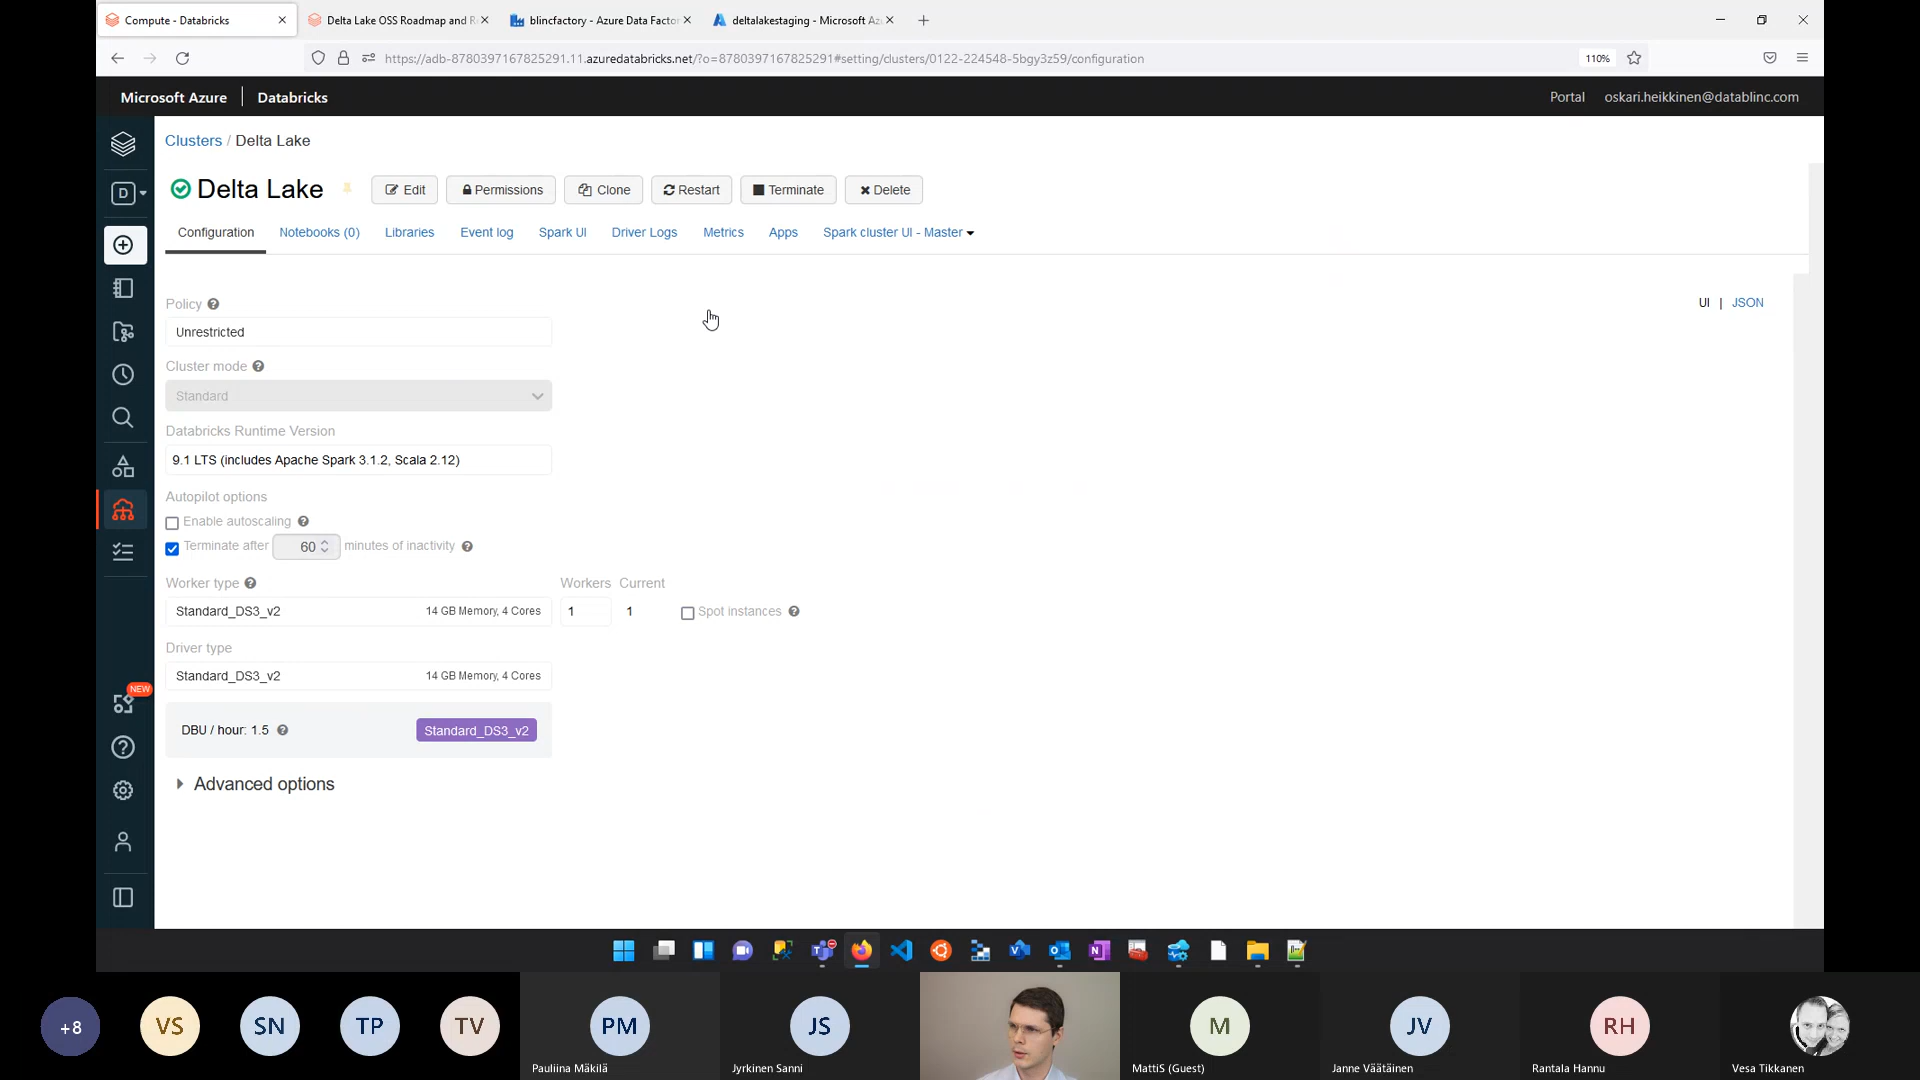 Compute - Databricks
Delta Lake OSS Roadmap and R
blincfactory - Azure Data Factor
deltalakestaging - Microsoft Az
https://adb-8780397167825291.11.azuredatabricks.net/?o=8780397167825291#setting/clusters/0122-224548-5bgy3z59/configuration
110%
Microsoft Azure | Databricks
Portal
oskari.heikkinen@datablinc.com
D
Clusters / Delta Lake
Delta Lake
Edit
Permissions
Clone
Restart
Terminate
Delete
Configuration
Notebooks (0)
Libraries
Event log
Spark UI
Driver Logs
Metrics
Apps
Spark cluster UI - Master
Policy
UI | JSON
Unrestricted
Cluster mode
Standard
Databricks Runtime Version
9.1 LTS (includes Apache Spark 3.1.2, Scala 2.12)
Autopilot options
Enable autoscaling
Terminate after 60 minutes of inactivity
Worker type
Workers
Current
Standard_DS3_v2
14 GB Memory, 4 Cores
1
1
Spot instances
Driver type
Standard_DS3_v2
14 GB Memory, 4 Cores
NEW
DBU / hour: 1.5
Standard_DS3_v2
Advanced options
+8
VS
SN
TP
TV
PM
JS
M
JV
RH
Pauliina Mäkilä
Jyrkinen Sanni
MattiS (Guest)
Janne Väätäinen
Rantala Hannu
Vesa Tikkanen